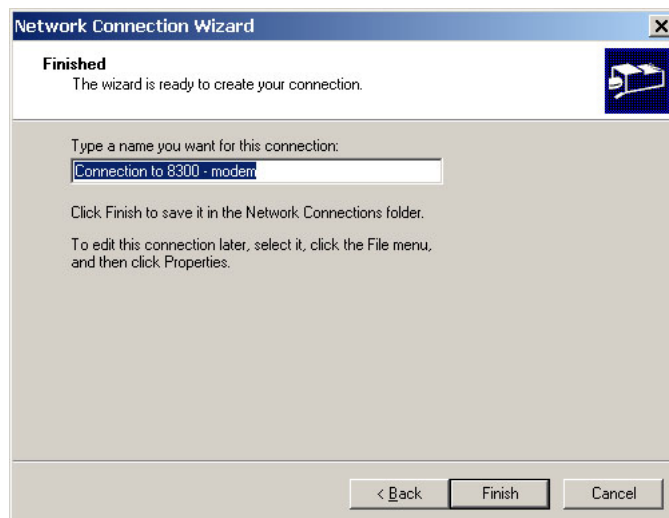 Network Connection Wizard
Finished
The wizard is ready to create your connection.
Type a name you want for this connection:
Connection to 8300 - modem
Click Finish to save it in the Network Connections folder.
To edit this connection later, select it, click the File menu,
and then click Properties.
< Back
Finish
Cancel